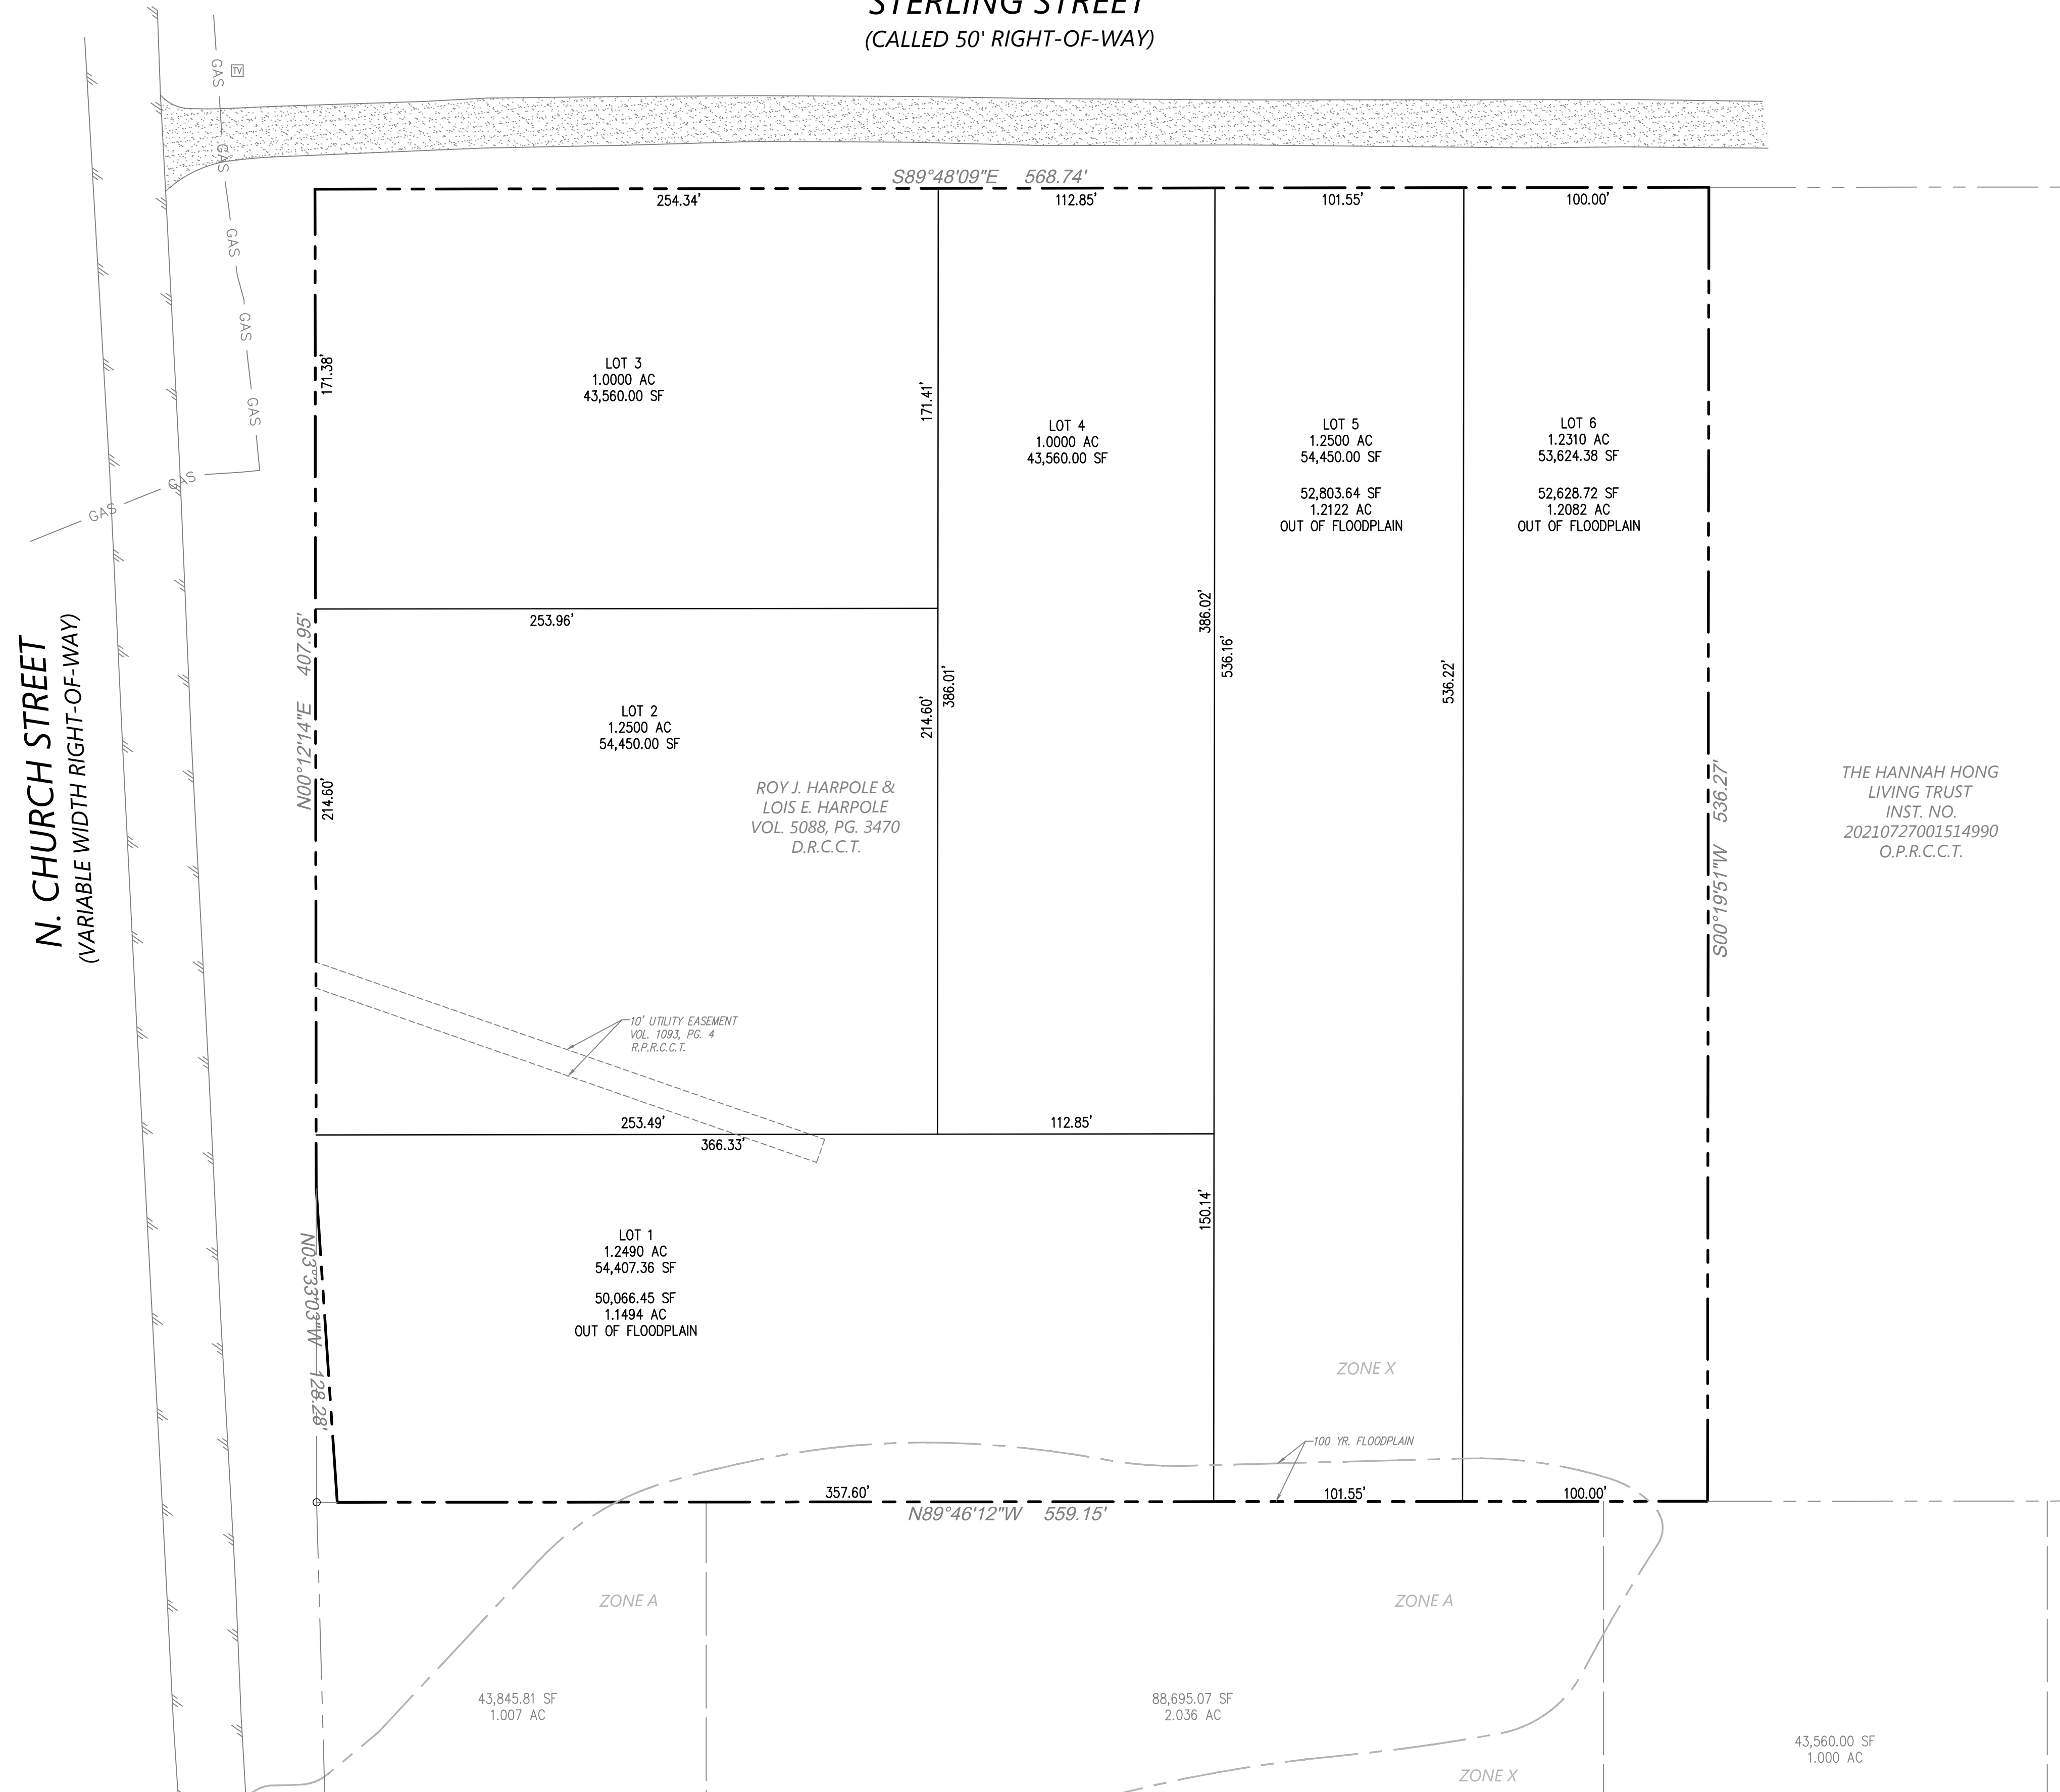 STERLING STREET
(CALLED 50' RIGHT-OF-WAY)
GAS
TV
GAS
GAS
GAS
GAS
GAS
GAS
N. CHURCH STREET
(VARIABLE WIDTH RIGHT-OF-WAY)
S89°48'09"E 568.74'
254.34'
112.85'
101.55'
100.00'
171.38'
LOT 3
1.0000 AC
43,560.00 SF
171.41'
LOT 4
1.0000 AC
43,560.00 SF
LOT 5
1.2500 AC
54,450.00 SF
52,803.64 SF
1.2122 AC
OUT OF FLOODPLAIN
LOT 6
1.2310 AC
53,624.38 SF
52,628.72 SF
1.2082 AC
OUT OF FLOODPLAIN
253.96'
N00°12'14"E 407.95'
386.02'
536.16'
386.01'
214.60'
536.22'
LOT 2
1.2500 AC
54,450.00 SF
214.60'
ROY J. HARPOLE &
LOIS E. HARPOLE
VOL. 5088, PG. 3470
D.R.C.C.T.
S00°19'51"W 536.27'
THE HANNAH HONG
LIVING TRUST
INST. NO.
20210727001514990
O.P.R.C.C.T.
10' UTILITY EASEMENT
VOL. 1093, PG. 4
R.P.R.C.C.T.
253.49'
112.85'
366.33'
150.14'
N03°33'03"W 128.28'
LOT 1
1.2490 AC
54,407.36 SF
50,066.45 SF
1.1494 AC
OUT OF FLOODPLAIN
ZONE X
100 YR. FLOODPLAIN
357.60'
101.55'
100.00'
N89°46'12"W 559.15'
ZONE A
ZONE A
43,845.81 SF
1.007 AC
88,695.07 SF
2.036 AC
43,560.00 SF
1.000 AC
ZONE X